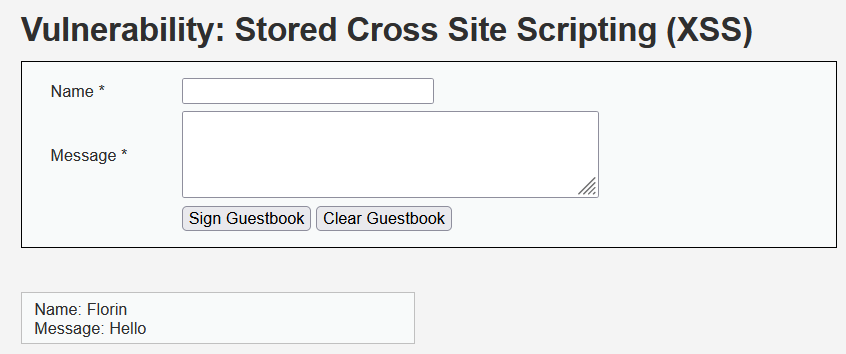 Vulnerability: Stored Cross Site Scripting (XSS)
Name *
Message *
Sign Guestbook Clear Guestbook
Name: Florin
Message: Hello